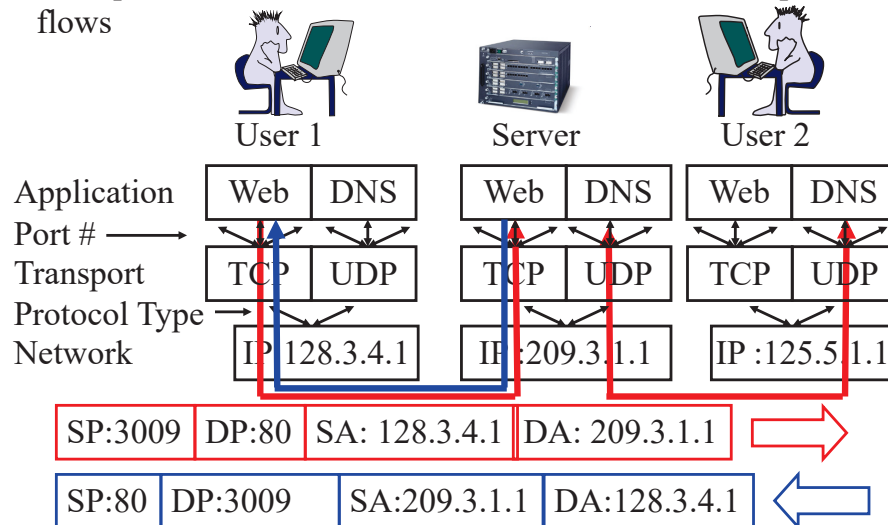 flows
User 1 Server User 2
Application Web DNS Web DNS Web DNS
Port #
Transport TCP UDP TCP UDP TCP UDP
Protocol Type
Network IP 128.3.4.1 IP :209.3.1.1 IP :125.5.1.1
SP:3009 DP:80 SA: 128.3.4.1 DA: 209.3.1.1
SP:80 DP:3009 SA:209.3.1.1 DA:128.3.4.1